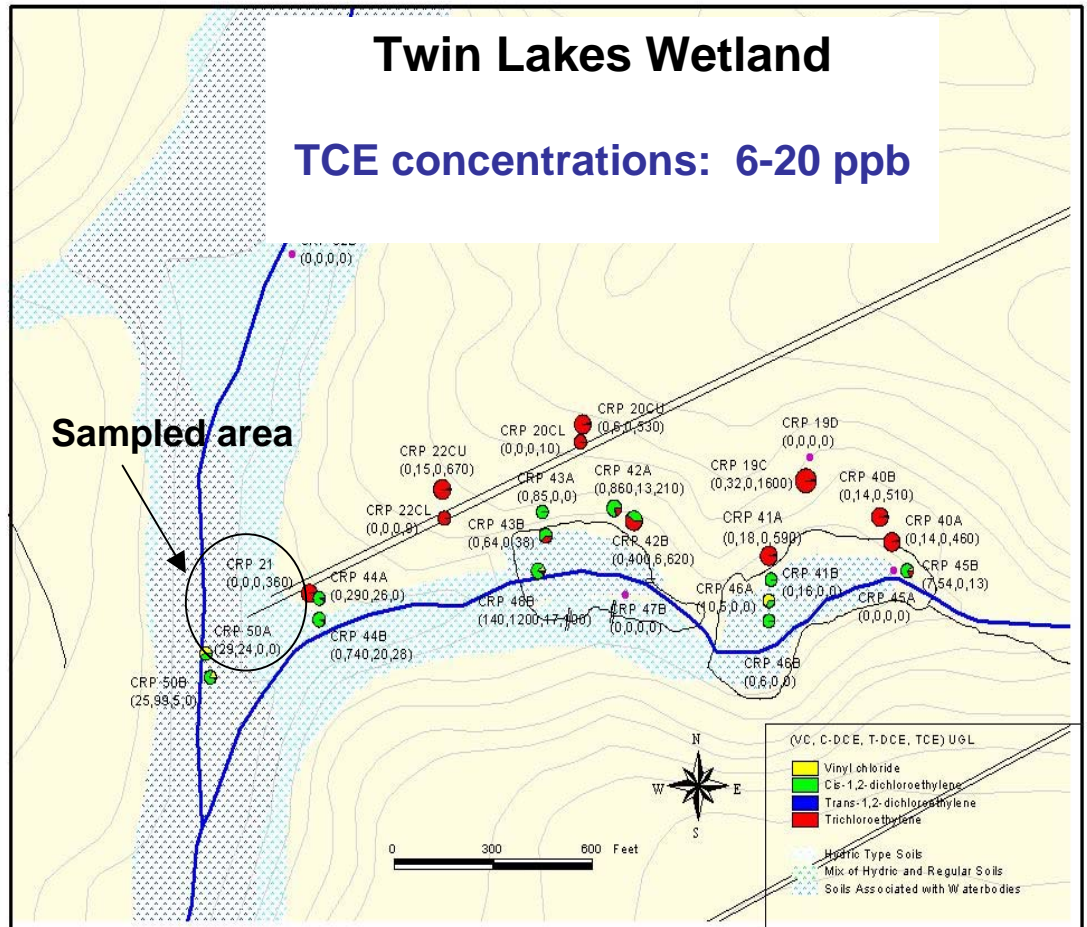 Twin Lakes Wetland
TCE concentrations: 6-20 ppb
(0,0,0,0)
Sampled area
CRP 20CU
(0,6,0,530)
CRP 20CL
(0,0,0,10)
CRP 19D
(0,0,0,0)
CRP 22CU
(0,15,0,670)
CRP 43A
(0,85,0,0)
CRP 42A
(0,860,13,210)
CRP 19C
(0,32,0,1600)
CRP 40B
(0,14,0,510)
CRP 22CL
(0,0,0,9)
CRP 43B
(0,64,0,38)
CRP 41A
(0,18,0,590)
CRP 40A
(0,14,0,460)
CRP 42B
(0,400,6,620)
CRP 21
(0,0,0,360)
CRP 44A
(0,290,26,0)
CRP 46A
(10,5,0,0)
CRP 41B
(0,16,0,0)
CRP 45B
(7,54,0,13)
CRP 45A
(0,0,0,0)
CRP 46B
(140,1200,17,400)
CRP 47B
(0,0,0,0)
CRP 50A
(29,24,0,0)
CRP 44B
(0,740,20,28)
CRP 46B
(0,6,0,0)
CRP 50B
(25,99,5,0)
N
W E
S
0 300 600 Feet
(VC, C-DCE, T-DCE, TCE) UGL
Vinyl chloride
Cis-1,2-dichloroethylene
Trans-1,2-dichloroethylene
Trichloroethylene
Hydric Type Soils
Mix of Hydric and Regular Soils
Soils Associated with Waterbodies